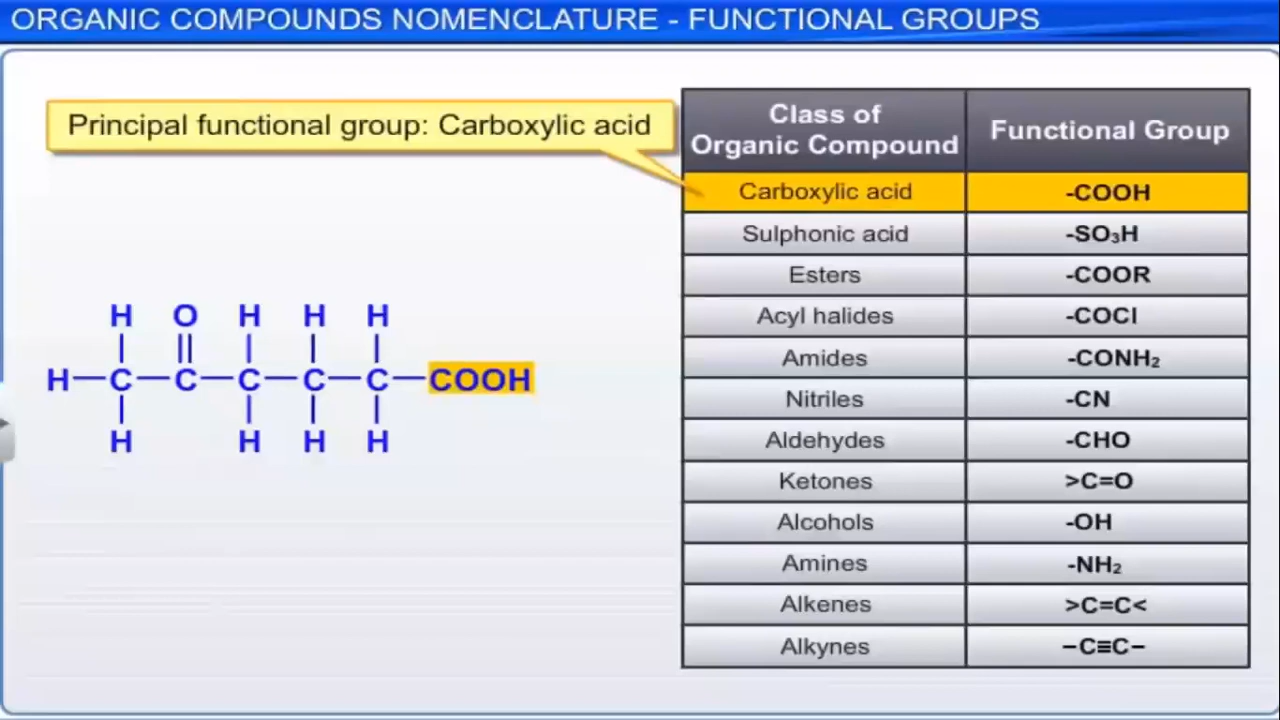 ORGANIC COMPOUNDS NOMENCLATURE - FUNCTIONAL GROUPS
Principal functional group: Carboxylic acid
Class of
Organic Compound
Functional Group
Carboxylic acid -COOH
Sulphonic acid -SO₃H
Esters -COOR
Acyl halides -COCl
Amides -CONH₂
Nitriles -CN
Aldehydes -CHO
Ketones >C=O
Alcohols -OH
Amines -NH₂
Alkenes >C=C<
Alkynes −C≡C−
H O H H H
H—C—C—C—C—C—COOH
H H H H